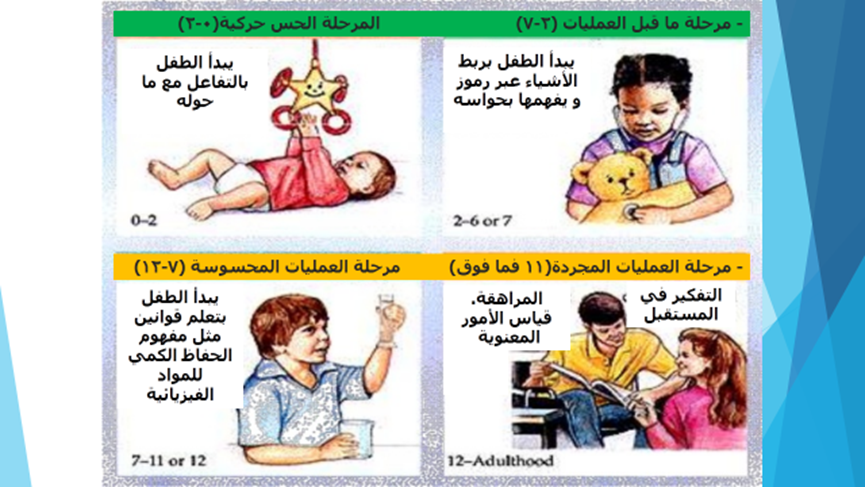 - مرحلة ما قبل العمليات (٢-٧)
المرحلة الحس حركية(٠-٢)
يبدأ الطفل بربط
الأشياء عبر رموز
و يفهمها بحواسه
2–6 or 7
يبدأ الطفل
بالتفاعل مع ما
حوله
0–2
- مرحلة العمليات المجردة(١١ فما فوق)
مرحلة العمليات المحسوسة (٧-١٢)
التفكير في
المستقبل
المراهقة.
قياس الأمور
المعنوية
12–Adulthood
يبدأ الطفل
بتعلم قوانين
مثل مفهوم
الحفاظ الكمي
للمواد
الفيزيائية
7–11 or 12